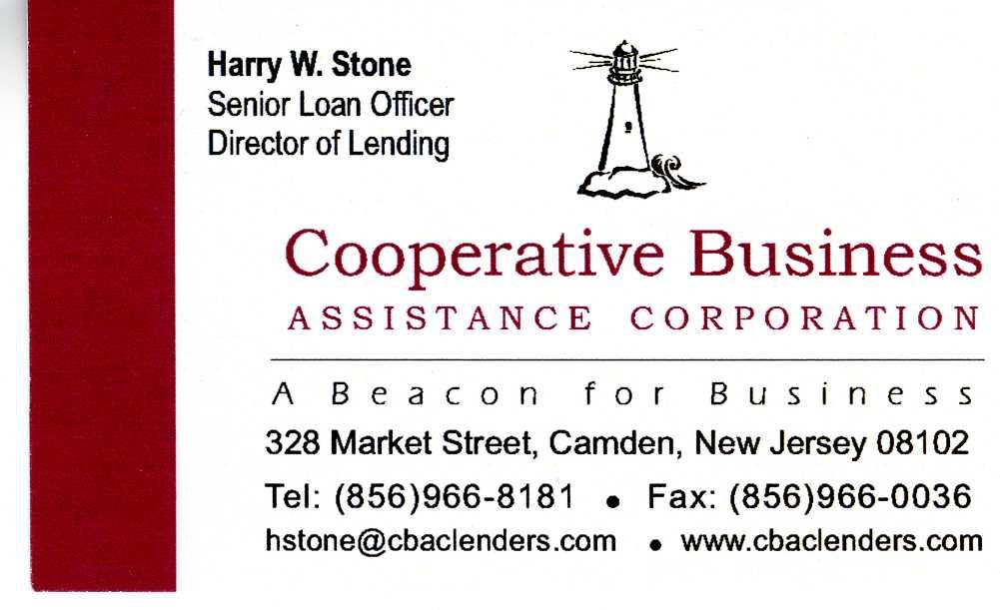 Harry W. Stone
Senior Loan Officer
Director of Lending
Cooperative Business
ASSISTANCE CORPORATION
A Beacon for Business
328 Market Street, Camden, New Jersey 08102
Tel: (856)966-8181 • Fax: (856)966-0036
hstone@cbaclenders.com • www.cbaclenders.com